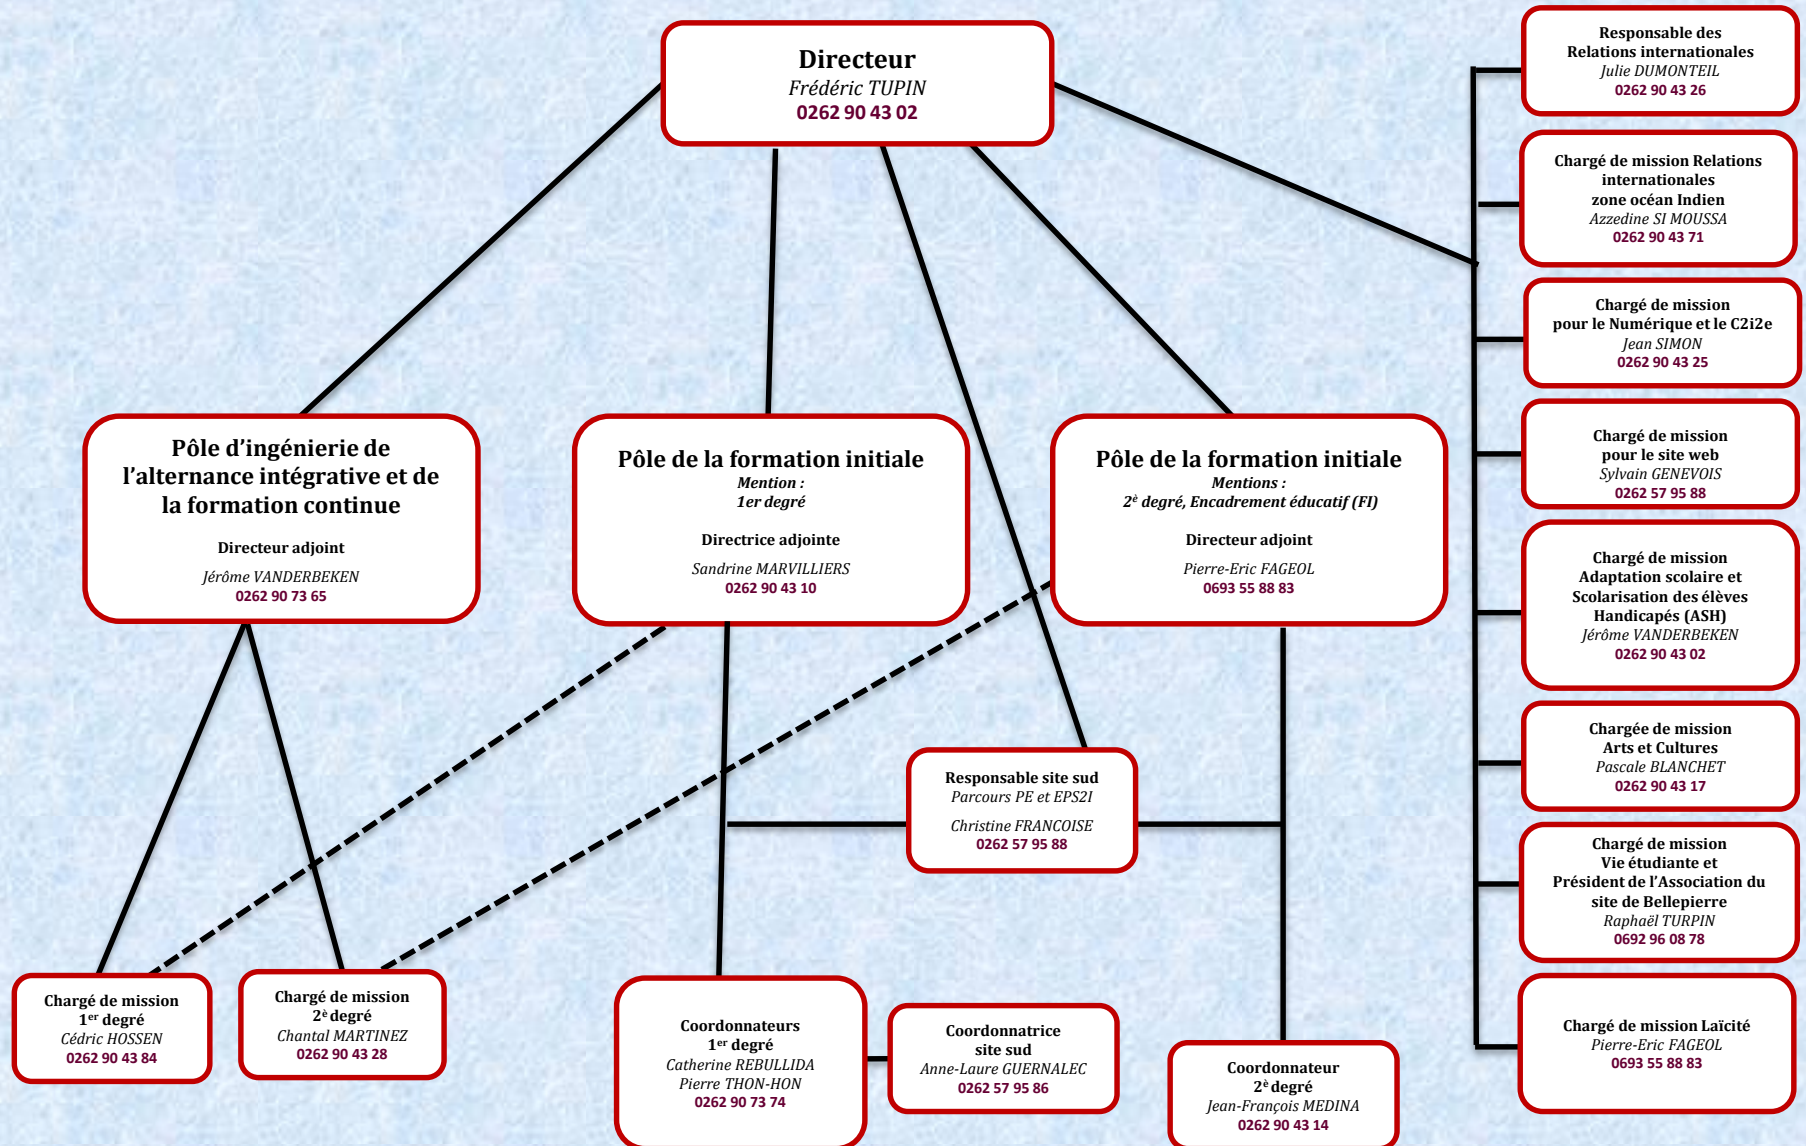 Directeur
Frédéric TUPIN
0262 90 43 02
Responsable des
Relations internationales
Julie DUMONTEIL
0262 90 43 26
Chargé de mission Relations
internationales
zone océan Indien
Azzedine SI MOUSSA
0262 90 43 71
Chargé de mission
pour le Numérique et le C2i2e
Jean SIMON
0262 90 43 25
Chargé de mission
pour le site web
Sylvain GENEVOIS
0262 57 95 88
Chargé de mission
Adaptation scolaire et
Scolarisation des élèves
Handicapés (ASH)
Jérôme VANDERBEKEN
0262 90 43 02
Chargée de mission
Arts et Cultures
Pascale BLANCHET
0262 90 43 17
Chargé de mission
Vie étudiante et
Président de l'Association du
site de Bellepierre
Raphaël TURPIN
0692 96 08 78
Chargé de mission Laïcité
Pierre-Eric FAGEOL
0693 55 88 83
Pôle d'ingénierie de
l'alternance intégrative et de
la formation continue
Directeur adjoint
Jérôme VANDERBEKEN
0262 90 73 65
Pôle de la formation initiale
Mention :
1er degré
Directrice adjointe
Sandrine MARVILLIERS
0262 90 43 10
Pôle de la formation initiale
Mentions :
2è degré, Encadrement éducatif (FI)
Directeur adjoint
Pierre-Eric FAGEOL
0693 55 88 83
Responsable site sud
Parcours PE et EPS2I
Christine FRANCOISE
0262 57 95 88
Chargé de mission
1er degré
Cédric HOSSEN
0262 90 43 84
Chargé de mission
2è degré
Chantal MARTINEZ
0262 90 43 28
Coordonnateurs
1er degré
Catherine REBULLIDA
Pierre THON-HON
0262 90 73 74
Coordonnatrice
site sud
Anne-Laure GUERNALEC
0262 57 95 86
Coordonnateur
2è degré
Jean-François MEDINA
0262 90 43 14